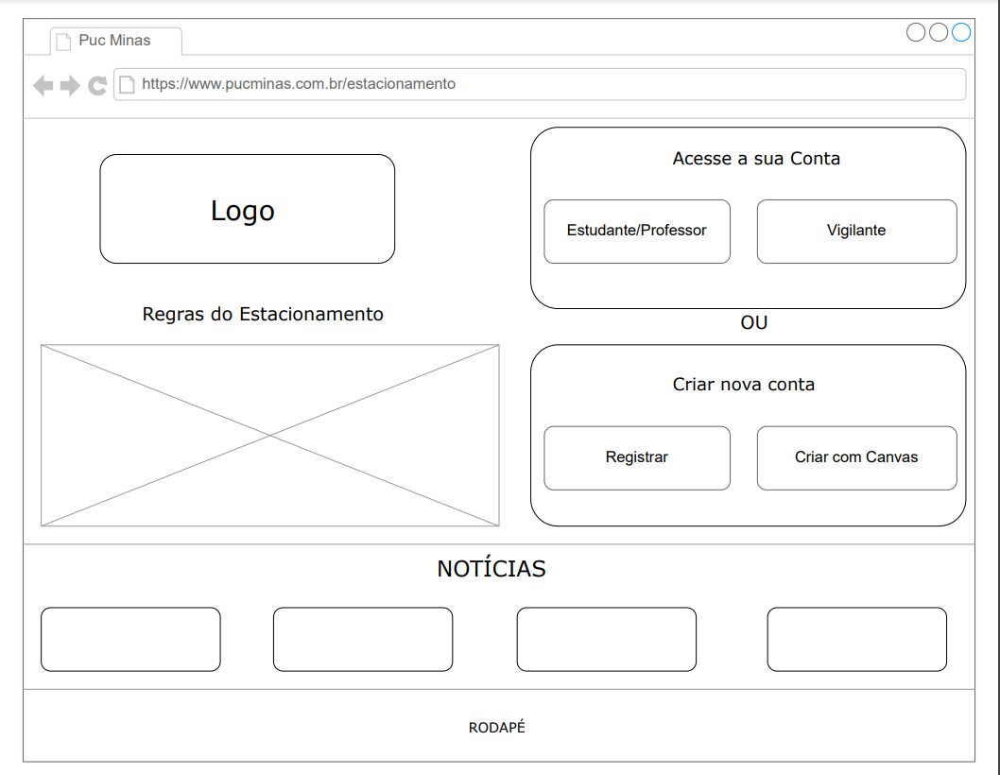 Puc Minas
https://www.pucminas.com.br/estacionamento
Logo
Regras do Estacionamento
Acesse a sua Conta
Estudante/Professor
Vigilante
OU
Criar nova conta
Registrar
Criar com Canvas
NOTÍCIAS
RODAPÉ